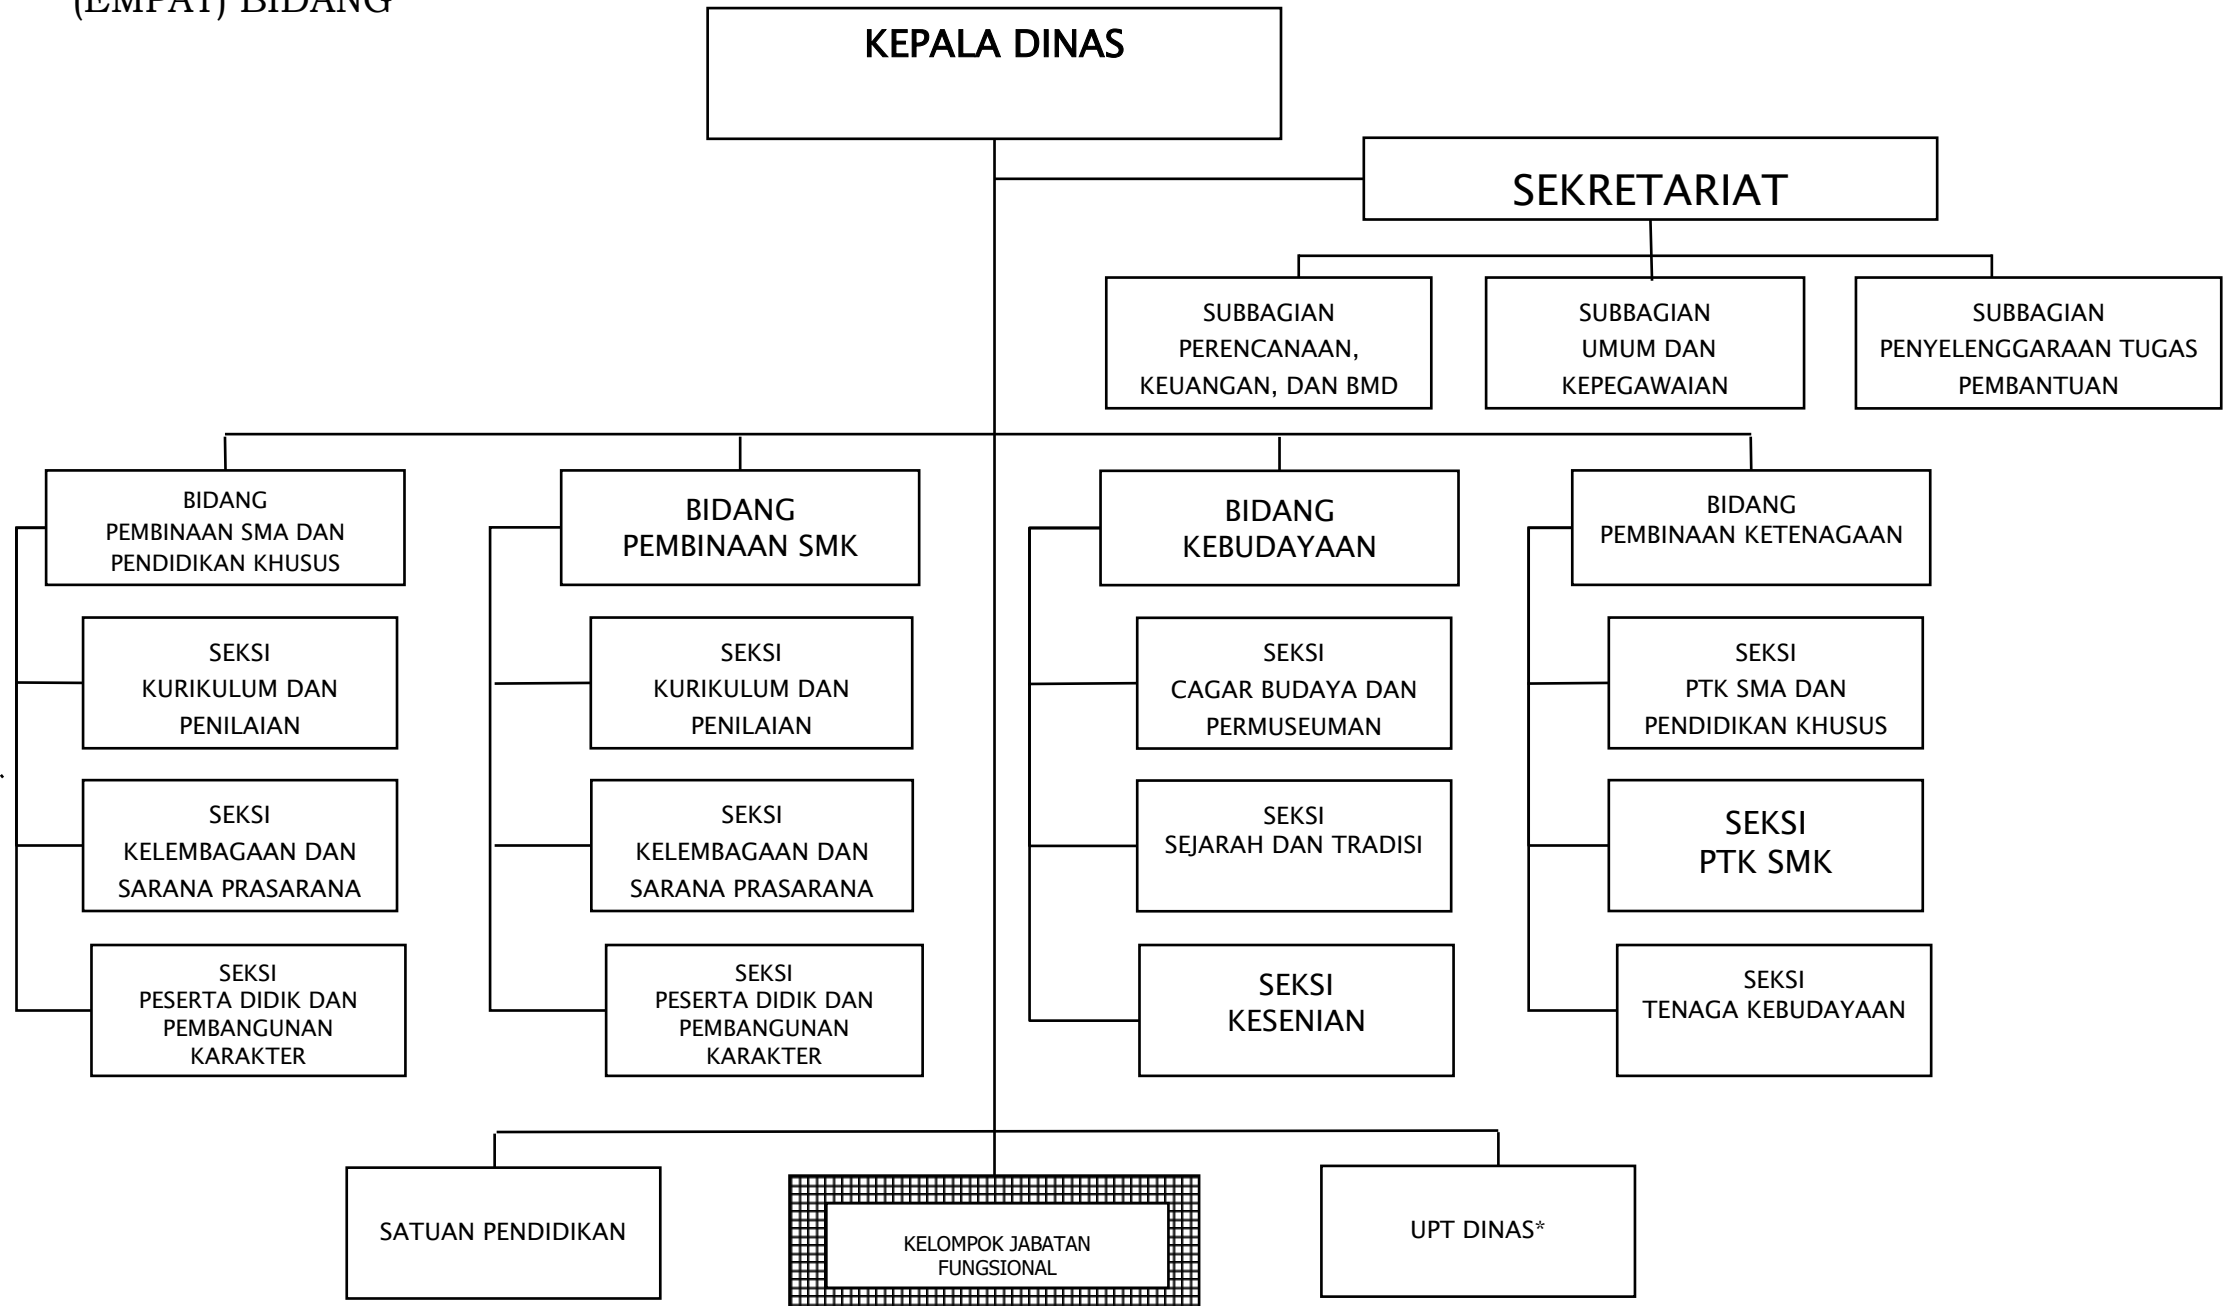 (EMPAT) BIDANG
KEPALA DINAS
SEKRETARIAT
SUBBAGIAN
PERENCANAAN,
KEUANGAN, DAN BMD
SUBBAGIAN
UMUM DAN
KEPEGAWAIAN
SUBBAGIAN
PENYELENGGARAAN TUGAS
PEMBANTUAN
BIDANG
PEMBINAAN SMA DAN
PENDIDIKAN KHUSUS
SEKSI
KURIKULUM DAN
PENILAIAN
SEKSI
KELEMBAGAAN DAN
SARANA PRASARANA
SEKSI
PESERTA DIDIK DAN
PEMBANGUNAN
KARAKTER
BIDANG
PEMBINAAN SMK
SEKSI
KURIKULUM DAN
PENILAIAN
SEKSI
KELEMBAGAAN DAN
SARANA PRASARANA
SEKSI
PESERTA DIDIK DAN
PEMBANGUNAN
KARAKTER
BIDANG
KEBUDAYAAN
SEKSI
CAGAR BUDAYA DAN
PERMUSEUMAN
SEKSI
SEJARAH DAN TRADISI
SEKSI
KESENIAN
BIDANG
PEMBINAAN KETENAGAAN
SEKSI
PTK SMA DAN
PENDIDIKAN KHUSUS
SEKSI
PTK SMK
SEKSI
TENAGA KEBUDAYAAN
SATUAN PENDIDIKAN
KELOMPOK JABATAN
FUNGSIONAL
UPT DINAS*